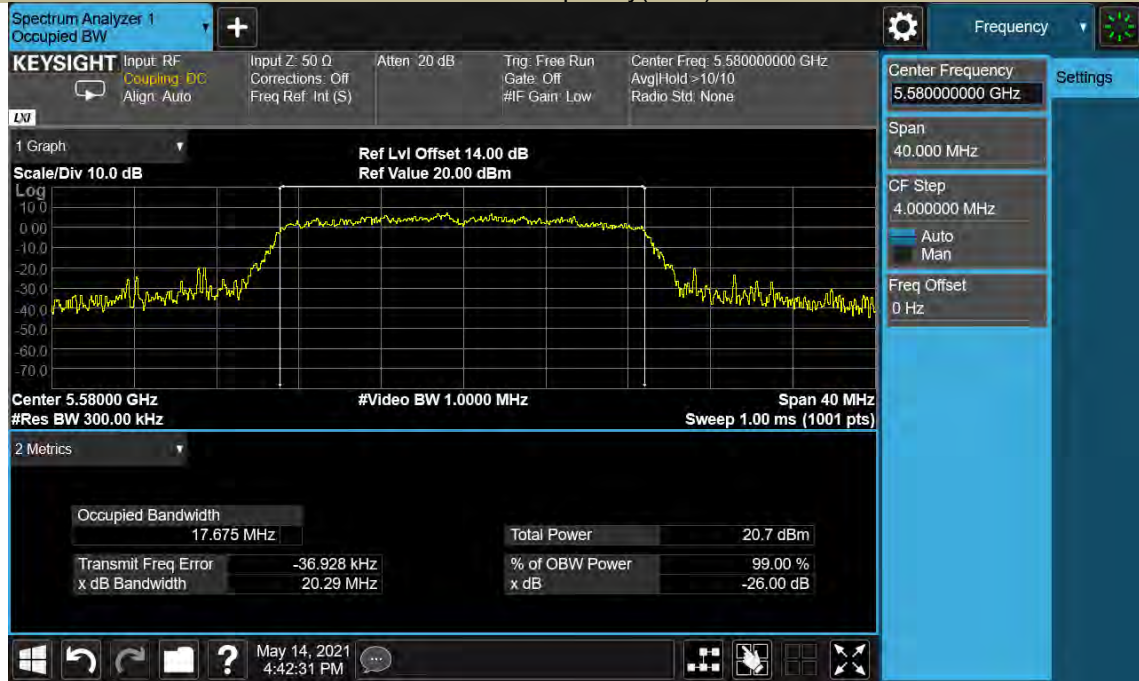 Spectrum Analyzer 1
Occupied BW
+
Frequency
KEYSIGHT
Input: RF
Coupling: DC
Align: Auto
Input Z: 50 Ω
Corrections: Off
Freq Ref: Int (S)
Atten: 20 dB
Trig: Free Run
Gate: Off
#IF Gain: Low
Center Freq: 5.580000000 GHz
Avg|Hold >10/10
Radio Std: None
LXI
Center Frequency
5.580000000 GHz
Settings
Span
40.000 MHz
CF Step
4.000000 MHz
Auto
Man
Freq Offset
0 Hz
1 Graph
Scale/Div 10.0 dB
Ref Lvl Offset 14.00 dB
Ref Value 20.00 dBm
Log
10.0
0.00
-10.0
-20.0
-30.0
-40.0
-50.0
-60.0
-70.0
Center 5.58000 GHz
#Res BW 300.00 kHz
#Video BW 1.0000 MHz
Span 40 MHz
Sweep 1.00 ms (1001 pts)
2 Metrics
Occupied Bandwidth
17.675 MHz
Total Power 20.7 dBm
Transmit Freq Error -36.928 kHz
% of OBW Power 99.00 %
x dB Bandwidth 20.29 MHz
x dB -26.00 dB
?
May 14, 2021
4:42:31 PM